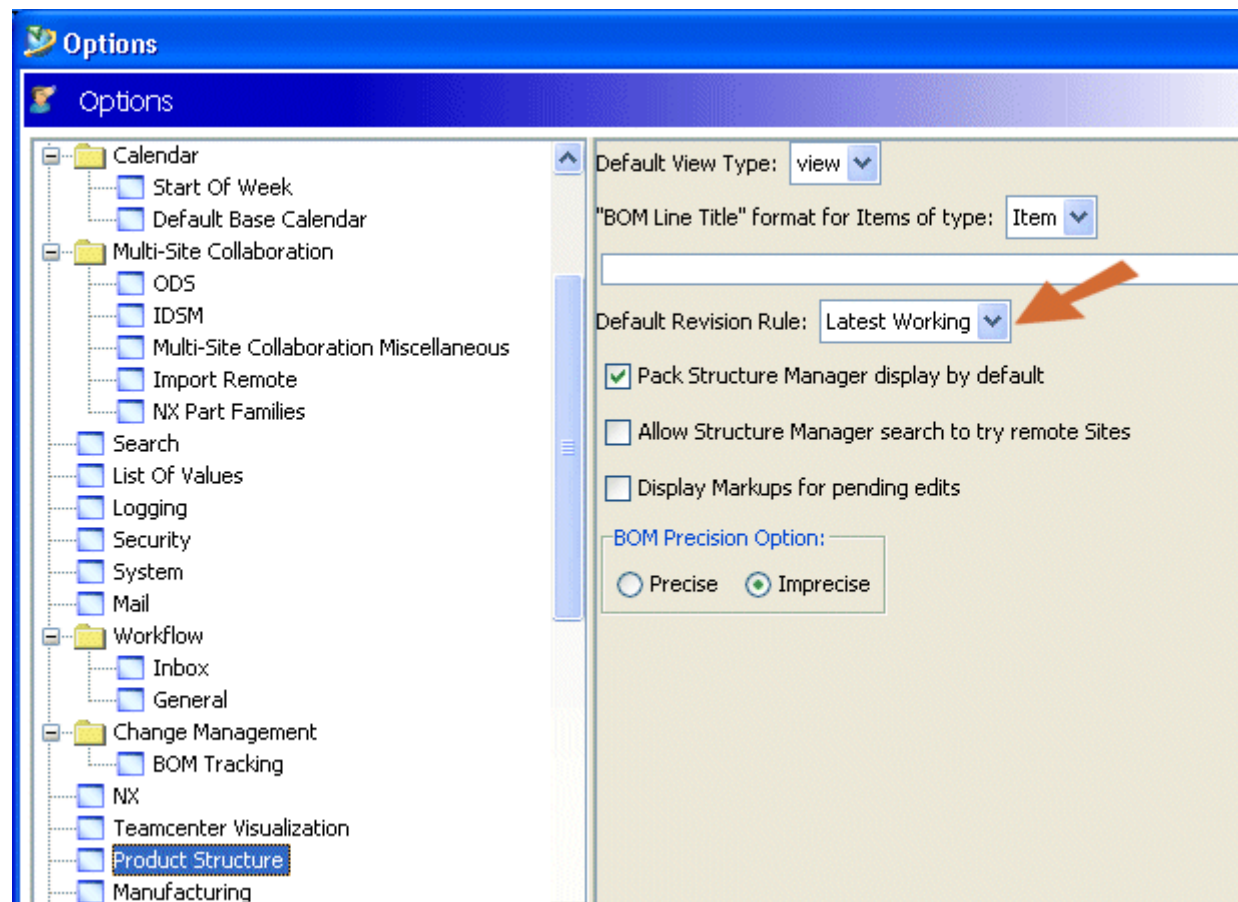 Options
Options
Calendar
Start Of Week
Default Base Calendar
Multi-Site Collaboration
ODS
IDSM
Multi-Site Collaboration Miscellaneous
Import Remote
NX Part Families
Search
List Of Values
Logging
Security
System
Mail
Workflow
Inbox
General
Change Management
BOM Tracking
NX
Teamcenter Visualization
Product Structure
Manufacturing
Default View Type: view
"BOM Line Title" format for Items of type: Item
Default Revision Rule: Latest Working
Pack Structure Manager display by default
Allow Structure Manager search to try remote Sites
Display Markups for pending edits
BOM Precision Option:
Precise Imprecise